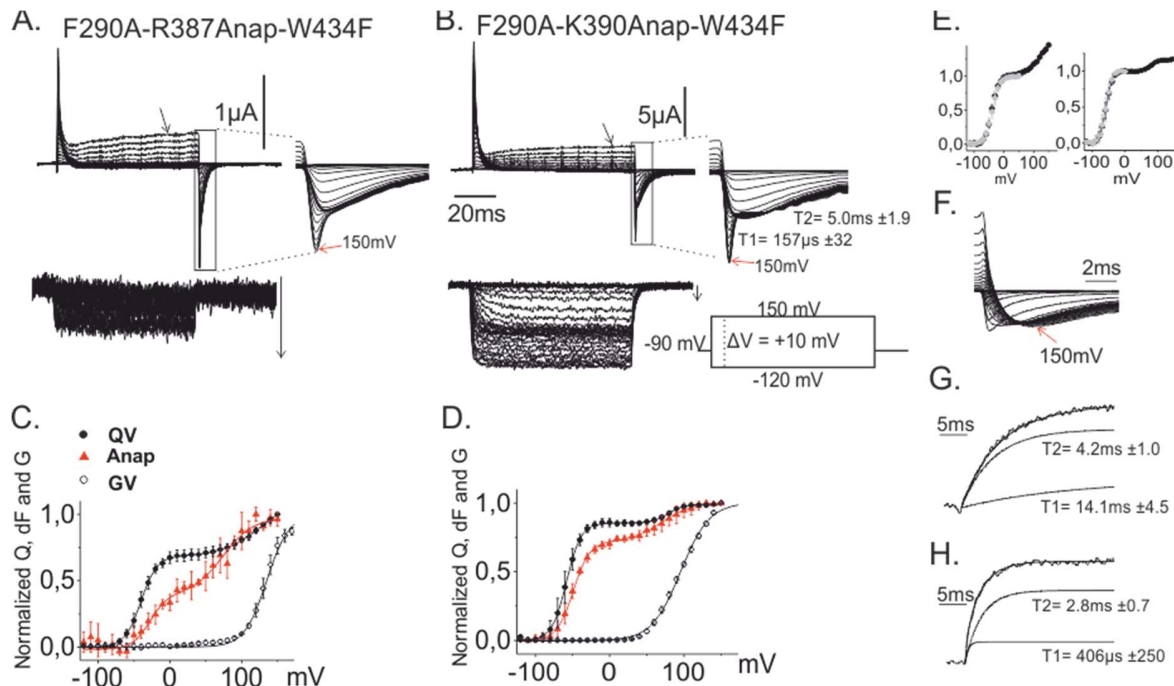 A.
F290A-R387Anap-W434F
1µA
150mV
B.
F290A-K390Anap-W434F
5µA
20ms
T2= 5.0ms ±1.9
T1= 157µs ±32
150mV
150 mV
-90 mV
ΔV = +10 mV
-120 mV
C.
QV
Anap
GV
Normalized Q, dF and G
1,0
0,5
0,0
-100 0 100 mV
D.
Normalized Q, dF and G
1,0
0,5
0,0
-100 0 100 mV
E.
1,0
0,5
0,0
-100 0 100
mV
1,0
0,5
0,0
-100 0 100
mV
F.
2ms
150mV
G.
5ms
T2= 4.2ms ±1.0
T1= 14.1ms ±4.5
H.
5ms
T2= 2.8ms ±0.7
T1= 406µs ±250